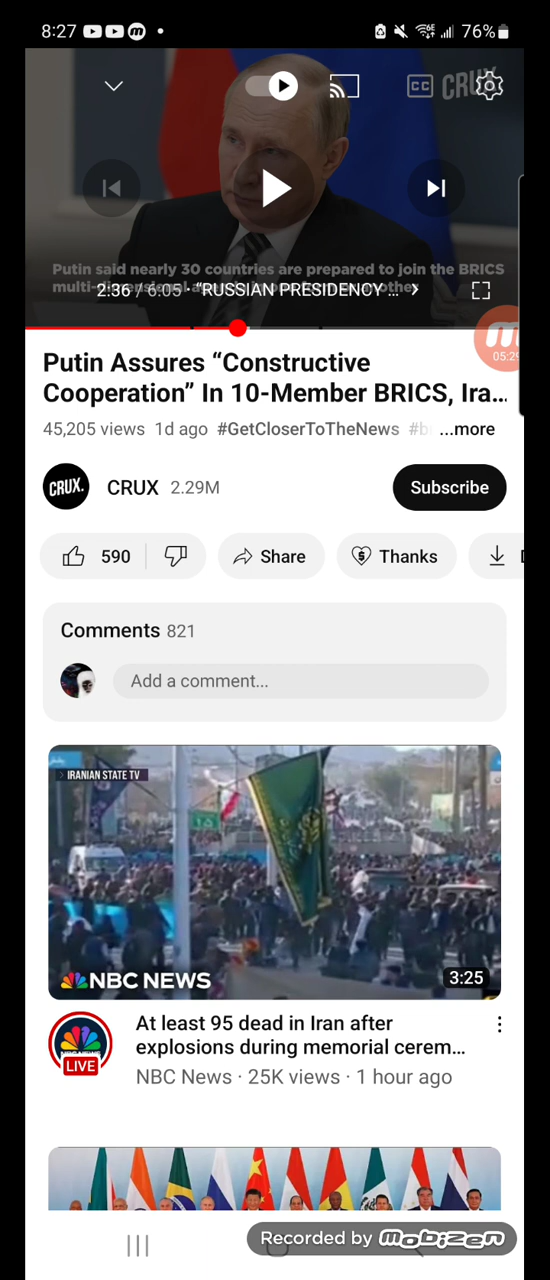 8:27
76%
CC CRUX
Putin said nearly 30 countries are prepared to join the BRICS
2:36 / 6:05 · “RUSSIAN PRESIDENCY ...
05:29
Putin Assures “Constructive
Cooperation” In 10-Member BRICS, Ira...
45,205 views 1d ago #GetCloserToTheNews #b ...more
CRUX.
CRUX 2.29M
Subscribe
590
Share
Thanks
Comments 821
Add a comment...
IRANIAN STATE TV
NBC NEWS
3:25
At least 95 dead in Iran after
explosions during memorial cerem...
LIVE
NBC News · 25K views · 1 hour ago
Recorded by mobizen